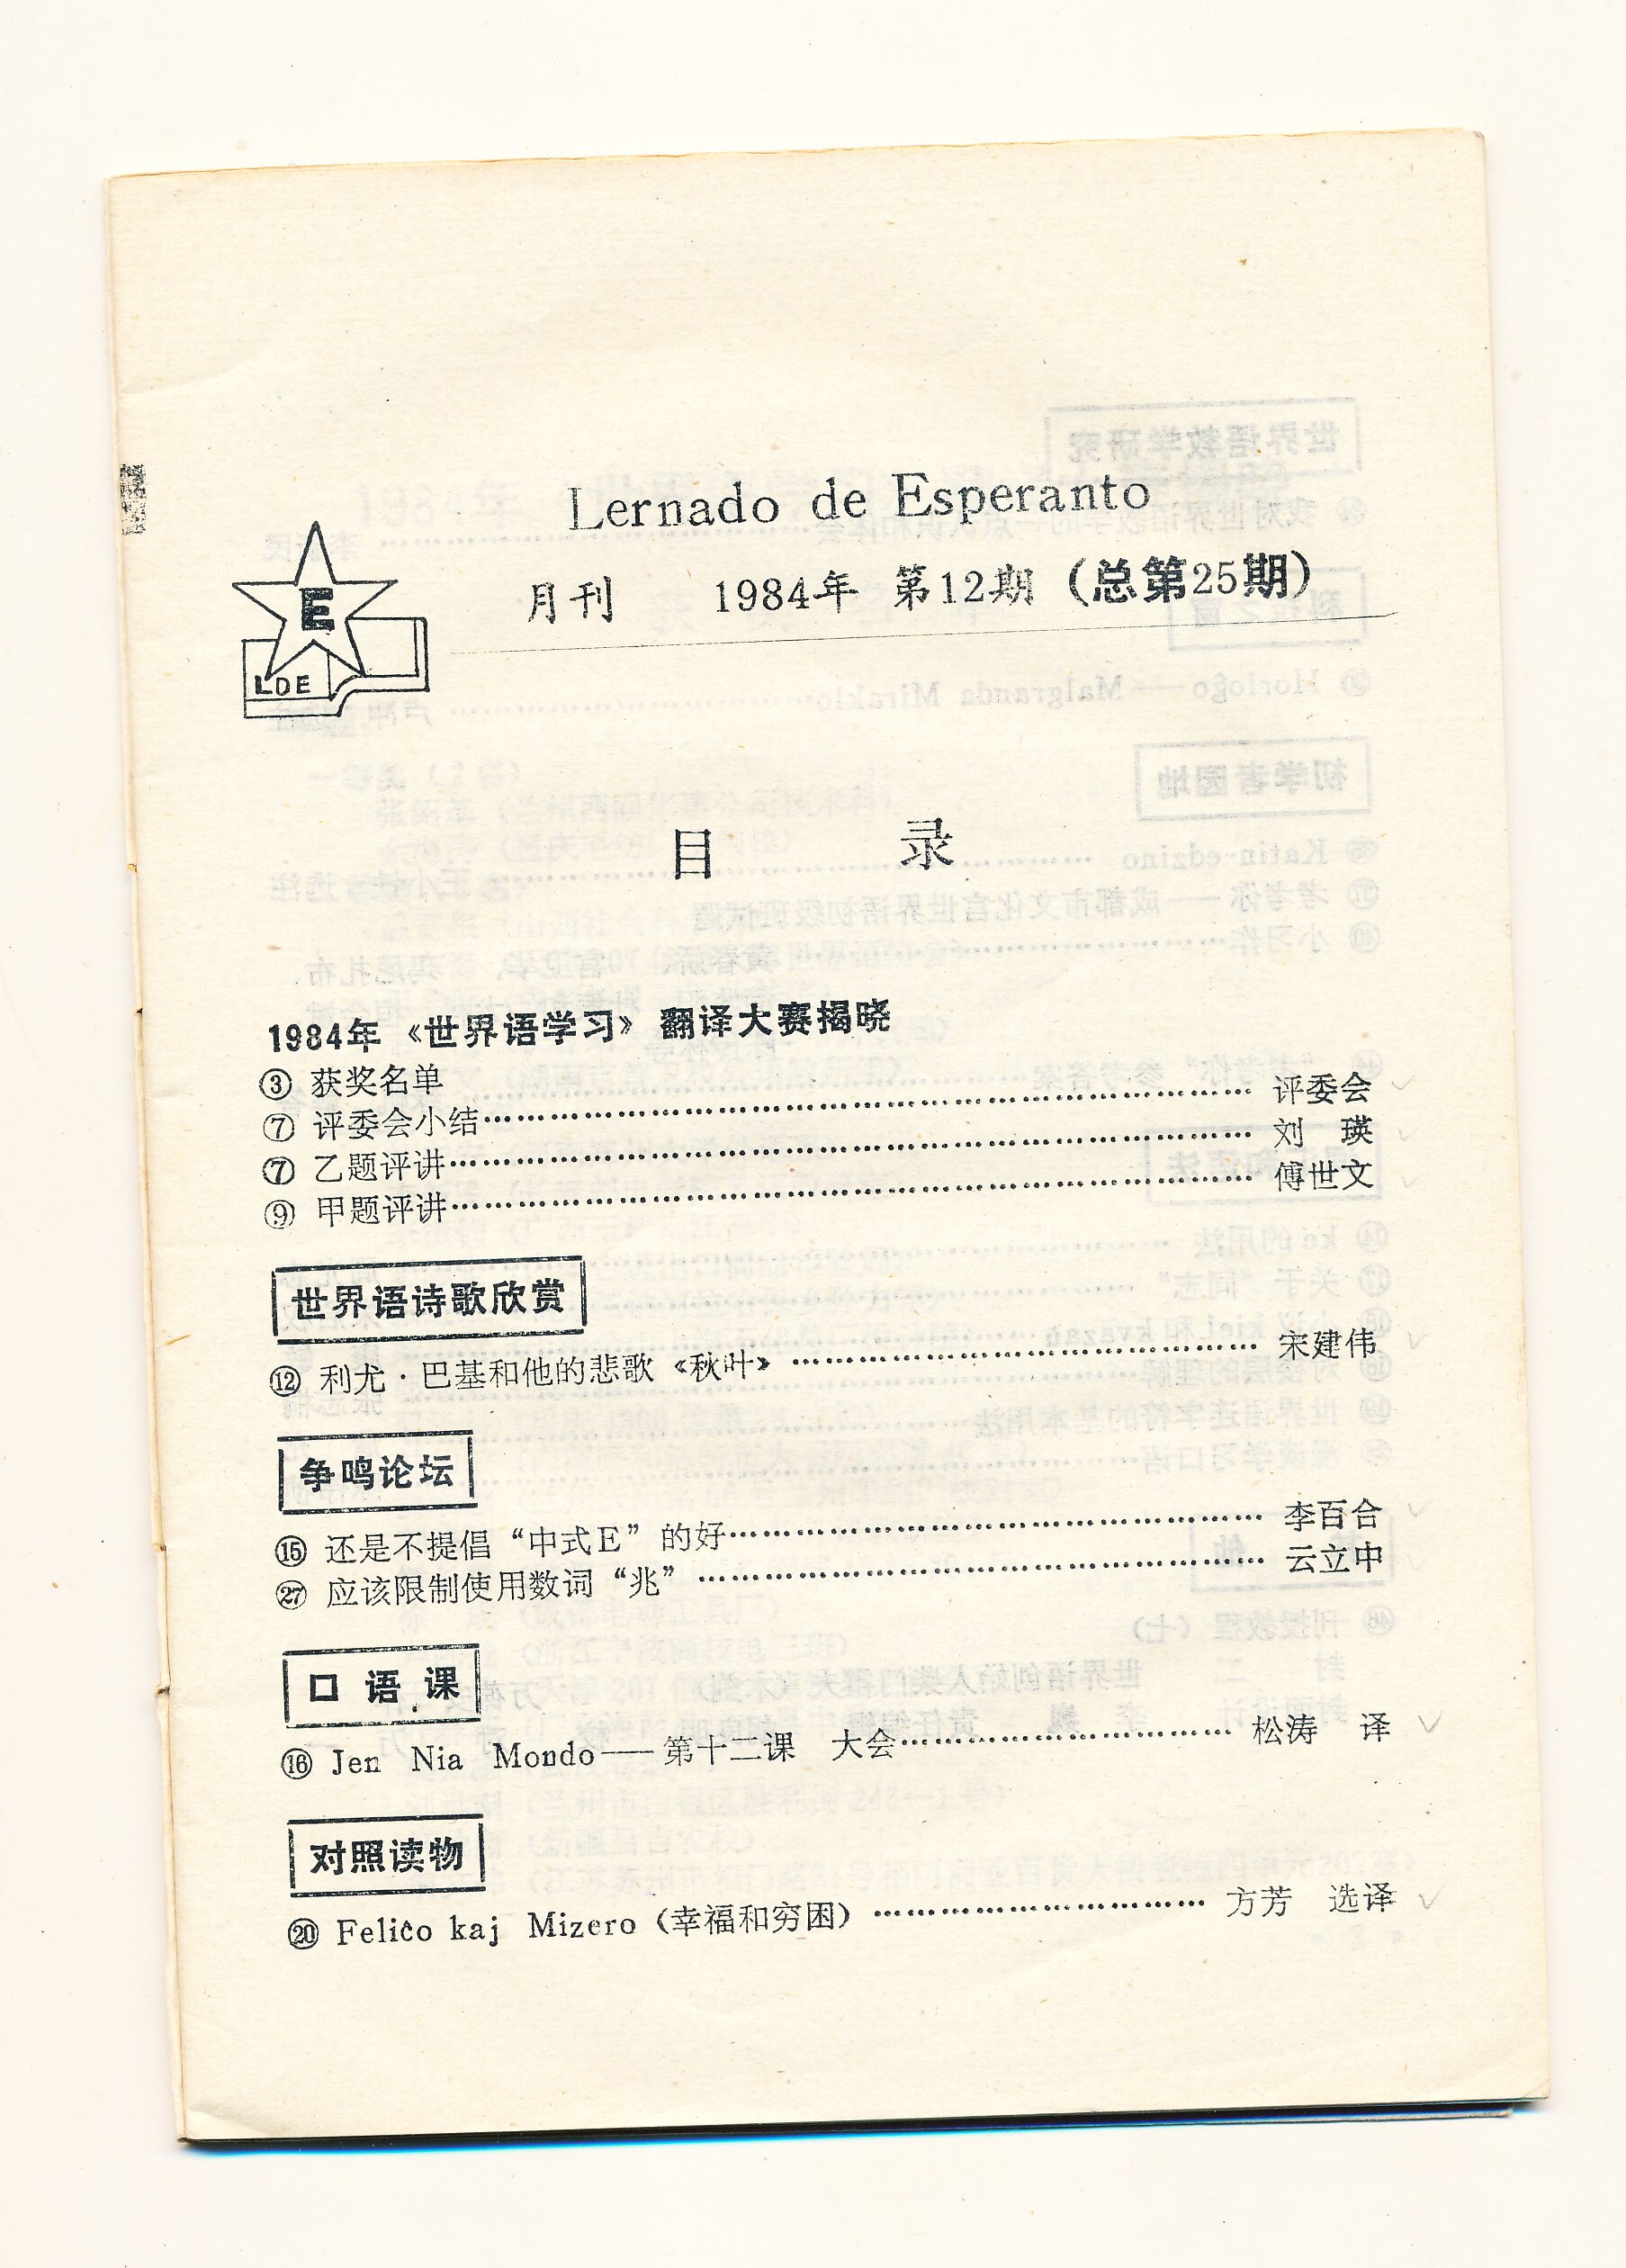 Lernado de Esperanto
月刊 1984年 第12期（总第25期）
E
LDE
目 录
1984年《世界语学习》翻译大赛揭晓
③ 获奖名单
⑦ 评委会小结…………评委会
⑦ 乙题评讲…………刘 瑛
⑨ 甲题评讲…………傅世文
世界语诗歌欣赏
⑫ 利尤·巴基和他的悲歌《秋叶》…………宋建伟
争鸣论坛
⑮ 还是不提倡“中式E”的好…………李百合
㉗ 应该限制使用数词“兆”…………云立中
口语课
⑯ Jen Nia Mondo——第十二课 大会…………松涛 译
对照读物
⑳ Feliĉo kaj Mizero（幸福和穷困）…………方芳 选译